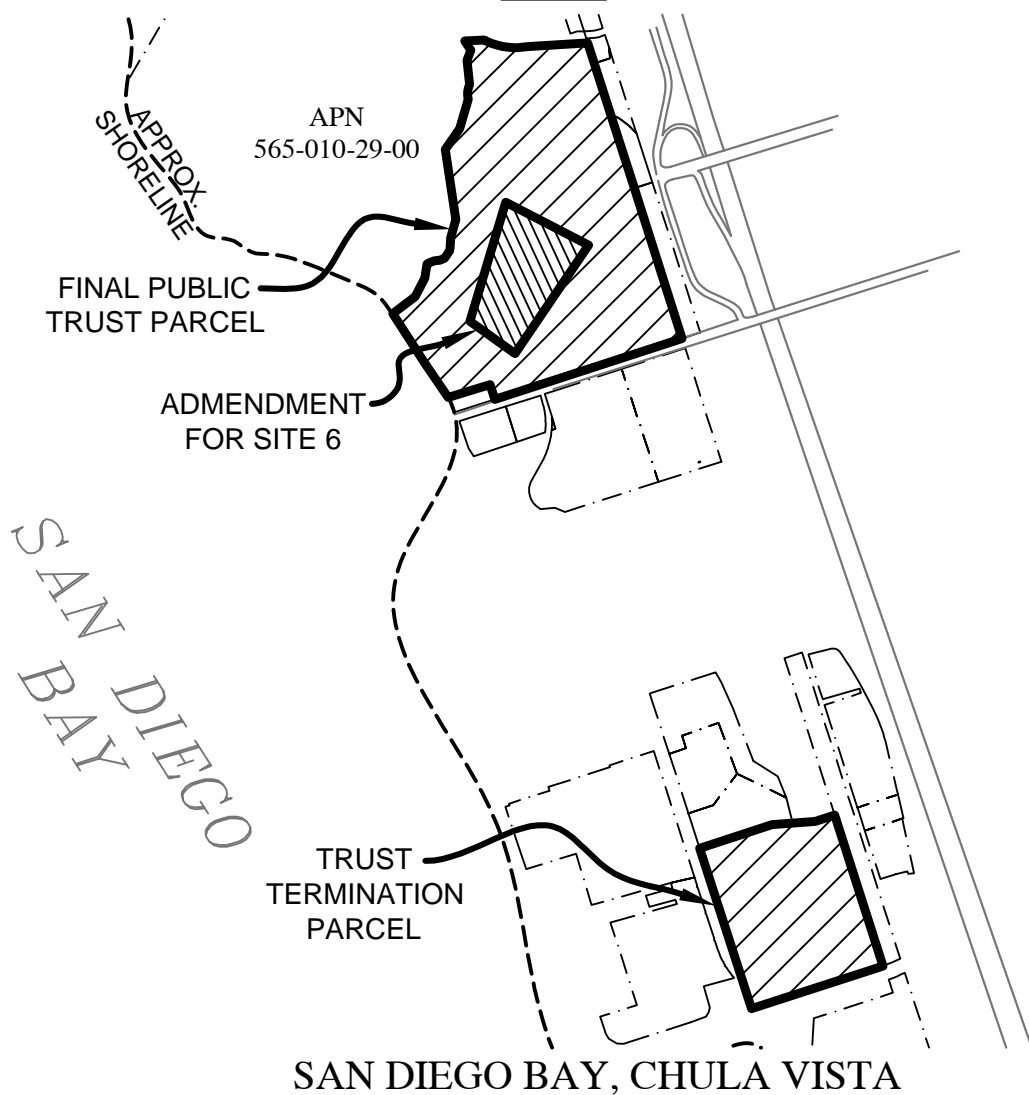 APN
565-010-29-00
APPROX.
SHORELINE
FINAL PUBLIC
TRUST PARCEL
ADMENDMENT
FOR SITE 6
SAN DIEGO
BAY
TRUST
TERMINATION
PARCEL
SAN DIEGO BAY, CHULA VISTA